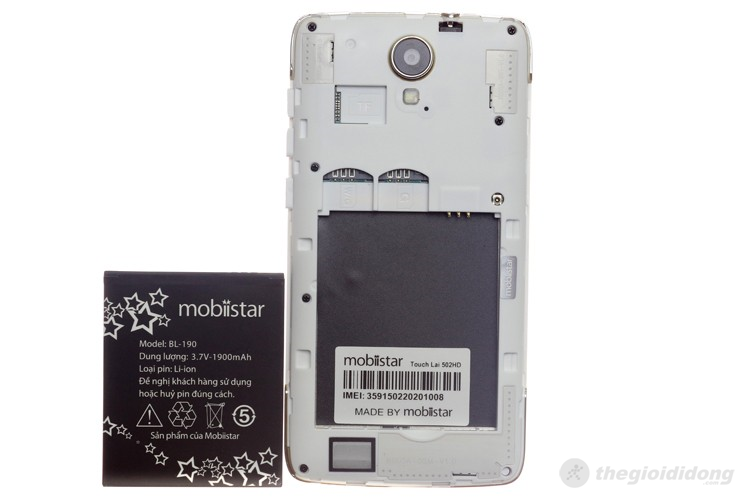 mobiistar
Model: BL-190
Dung lượng: 3.7V-1900mAh
Loại pin: Li-ion
Đề nghị khách hàng sử dụng
hoặc huỷ pin đúng cách.
5
Sản phẩm của Mobiistar
mobiistar
mobiistar Touch Lai 502HD
IMEI: 359150220201008
MADE BY mobiistar
thegioididong
.com